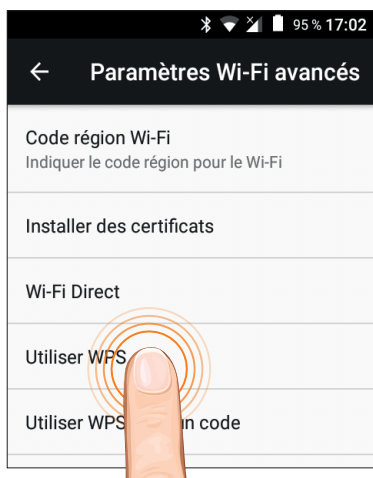 95 % 17:02
Paramètres Wi-Fi avancés
Code région Wi-Fi
Indiquer le code région pour le Wi-Fi
Installer des certificats
Wi-Fi Direct
Utiliser WPS
Utiliser WPS un code